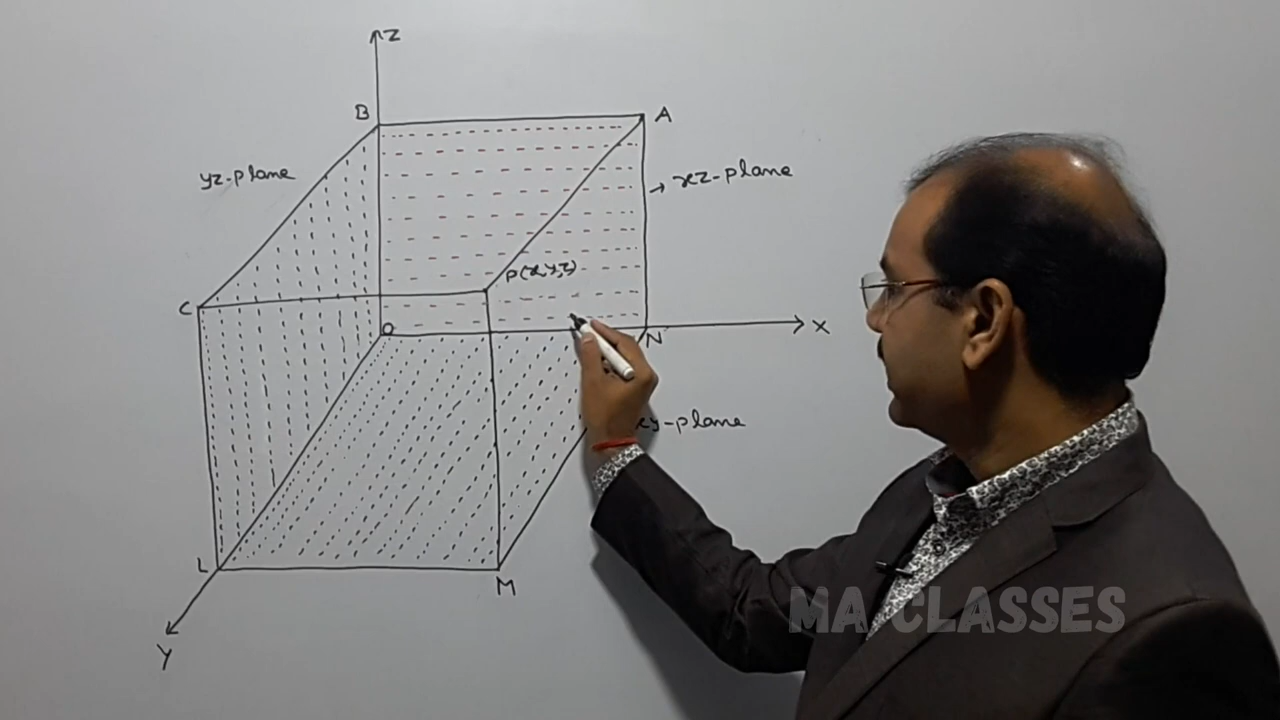 Z
B
A
yz-plane
xz-plane
P(x,y,z)
C
O
N
X
xy-plane
L
M
Y
MA CLASSES